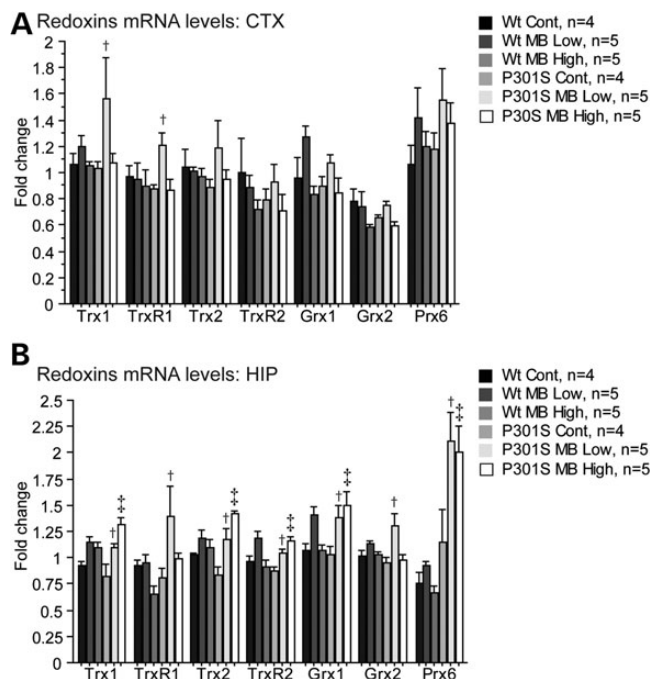 A Redoxins mRNA levels: CTX
Wt Cont, n=4
Wt MB Low, n=5
Wt MB High, n=5
P301S Cont, n=4
P301S MB Low, n=5
P30S MB High, n=5
Fold change
2
1.8
1.6
1.4
1.2
1
0.8
0.6
0.4
0.2
0
† †
Trx1 TrxR1 Trx2 TrxR2 Grx1 Grx2 Prx6
B Redoxins mRNA levels: HIP
Wt Cont, n=4
Wt MB Low, n=5
Wt MB High, n=5
P301S Cont, n=4
P301S MB Low, n=5
P301S MB High, n=5
Fold change
2.5
2.25
2
1.75
1.5
1.25
1
0.75
0.5
0.25
0
† ‡ † † ‡ † ‡ † ‡ † † ‡
Trx1 TrxR1 Trx2 TrxR2 Grx1 Grx2 Prx6